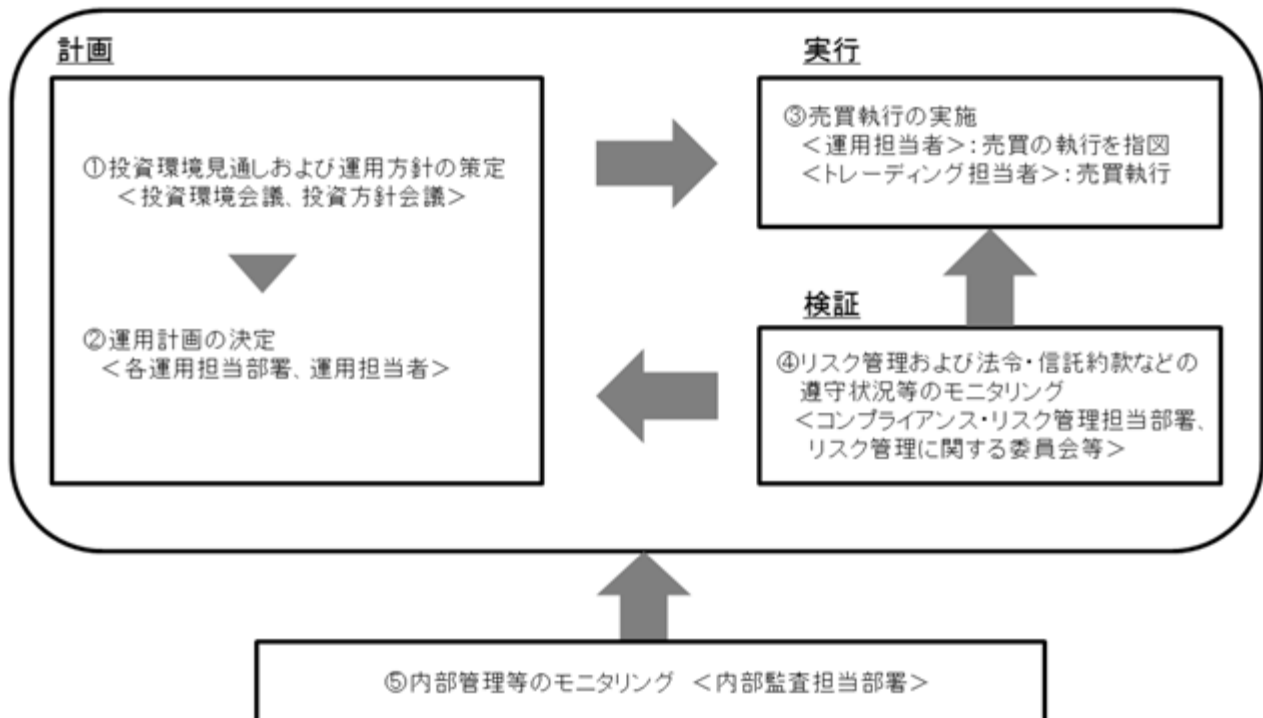 計画
①投資環境見通しおよび運用方針の策定
＜投資環境会議、投資方針会議＞
②運用計画の決定
＜各運用担当部署、運用担当者＞
実行
③売買執行の実施
＜運用担当者＞：売買の執行を指図
＜トレーディング担当者＞：売買執行
検証
④リスク管理および法令・信託約款などの
遵守状況等のモニタリング
＜コンプライアンス・リスク管理担当部署、
リスク管理に関する委員会等＞
⑤内部管理等のモニタリング ＜内部監査担当部署＞